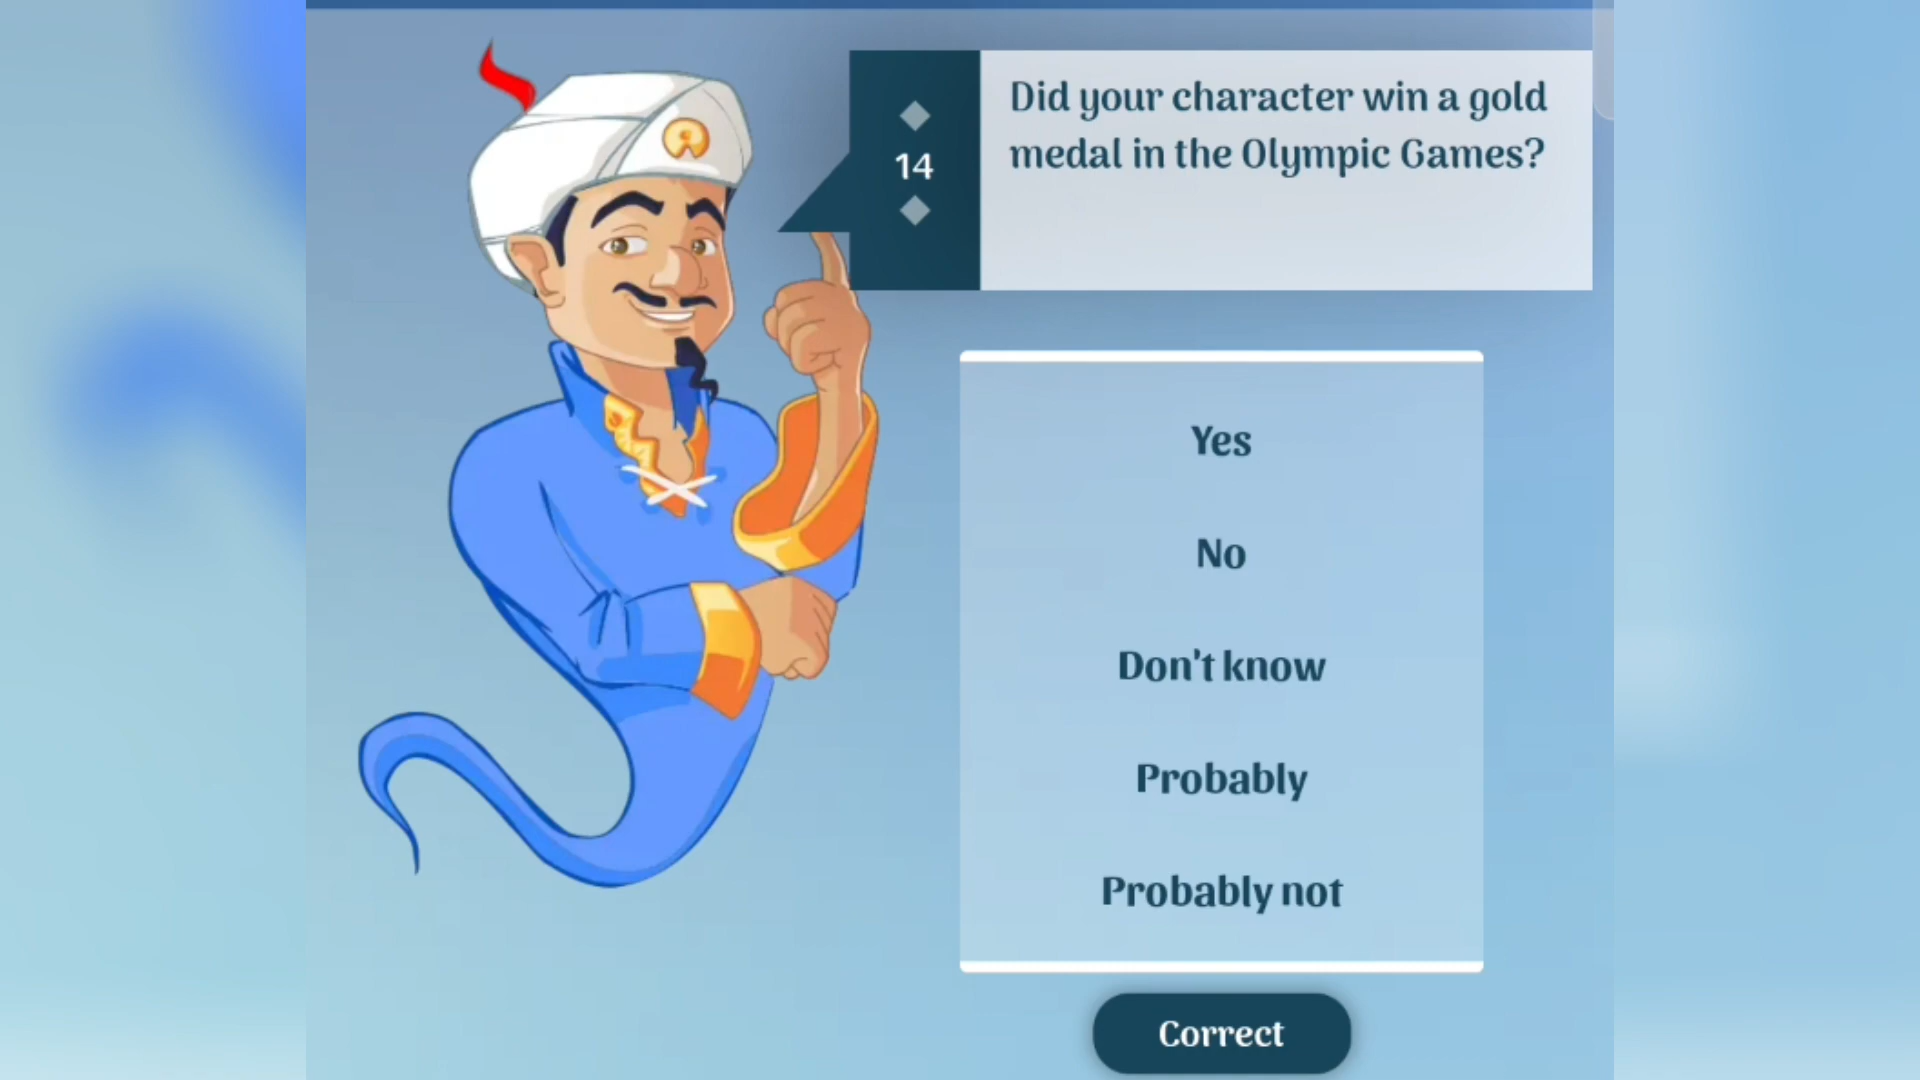 14
Did your character win a gold
medal in the Olympic Games?
Yes
No
Don't know
Probably
Probably not
Correct